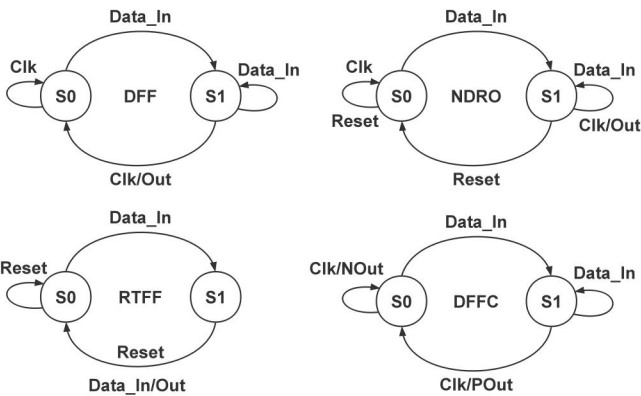 Data_In
Clk
S0
DFF
S1
Data_In
Clk/Out
Data_In
Clk
Reset
S0
NDRO
S1
Data_In
Clk/Out
Reset
Data_In
Reset
S0
RTFF
S1
Reset
Data_In/Out
Data_In
Clk/NOut
S0
DFFC
S1
Data_In
Clk/POut